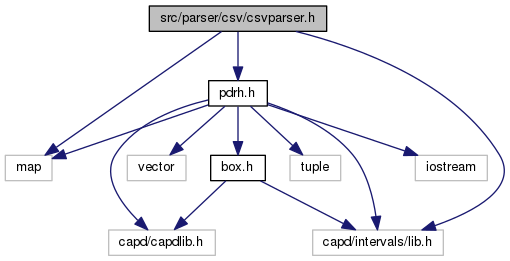 src/parser/csv/csvparser.h
pdrh.h
map
vector
box.h
tuple
iostream
capd/capdlib.h
capd/intervals/lib.h